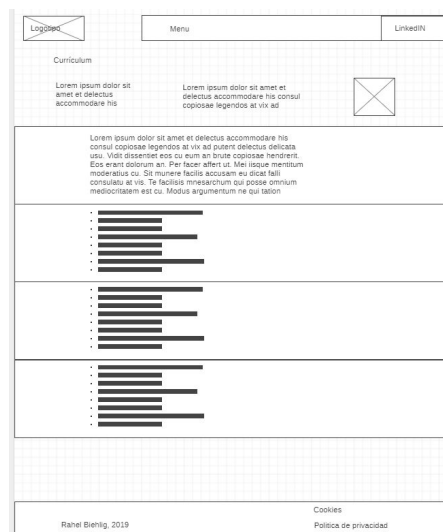 Logotipo
Menu
LinkedIN
Currículum
Lorem ipsum dolor sit
amet et delectus
accommodare his
Lorem ipsum dolor sit amet et
delectus accommodare his consul
copiosae legendos at vix ad
Lorem ipsum dolor sit amet et delectus accommodare his
consul copiosae legendos at vix ad putent delectus delicata
usu. Vidit dissentiet eos cu eum an brute copiosae hendrerit.
Eos erant dolorum an. Per facer affert ut. Mei iisque mentitum
moderatius cu. Sit munere facilis accusam eu dicat falli
consulatu at vis. Te facilisis mnesarchum qui posse omnium
mediocritatem est cu. Modus argumentum ne qui tation
Cookies
Rahel Biehlig, 2019
Politica de privacidad